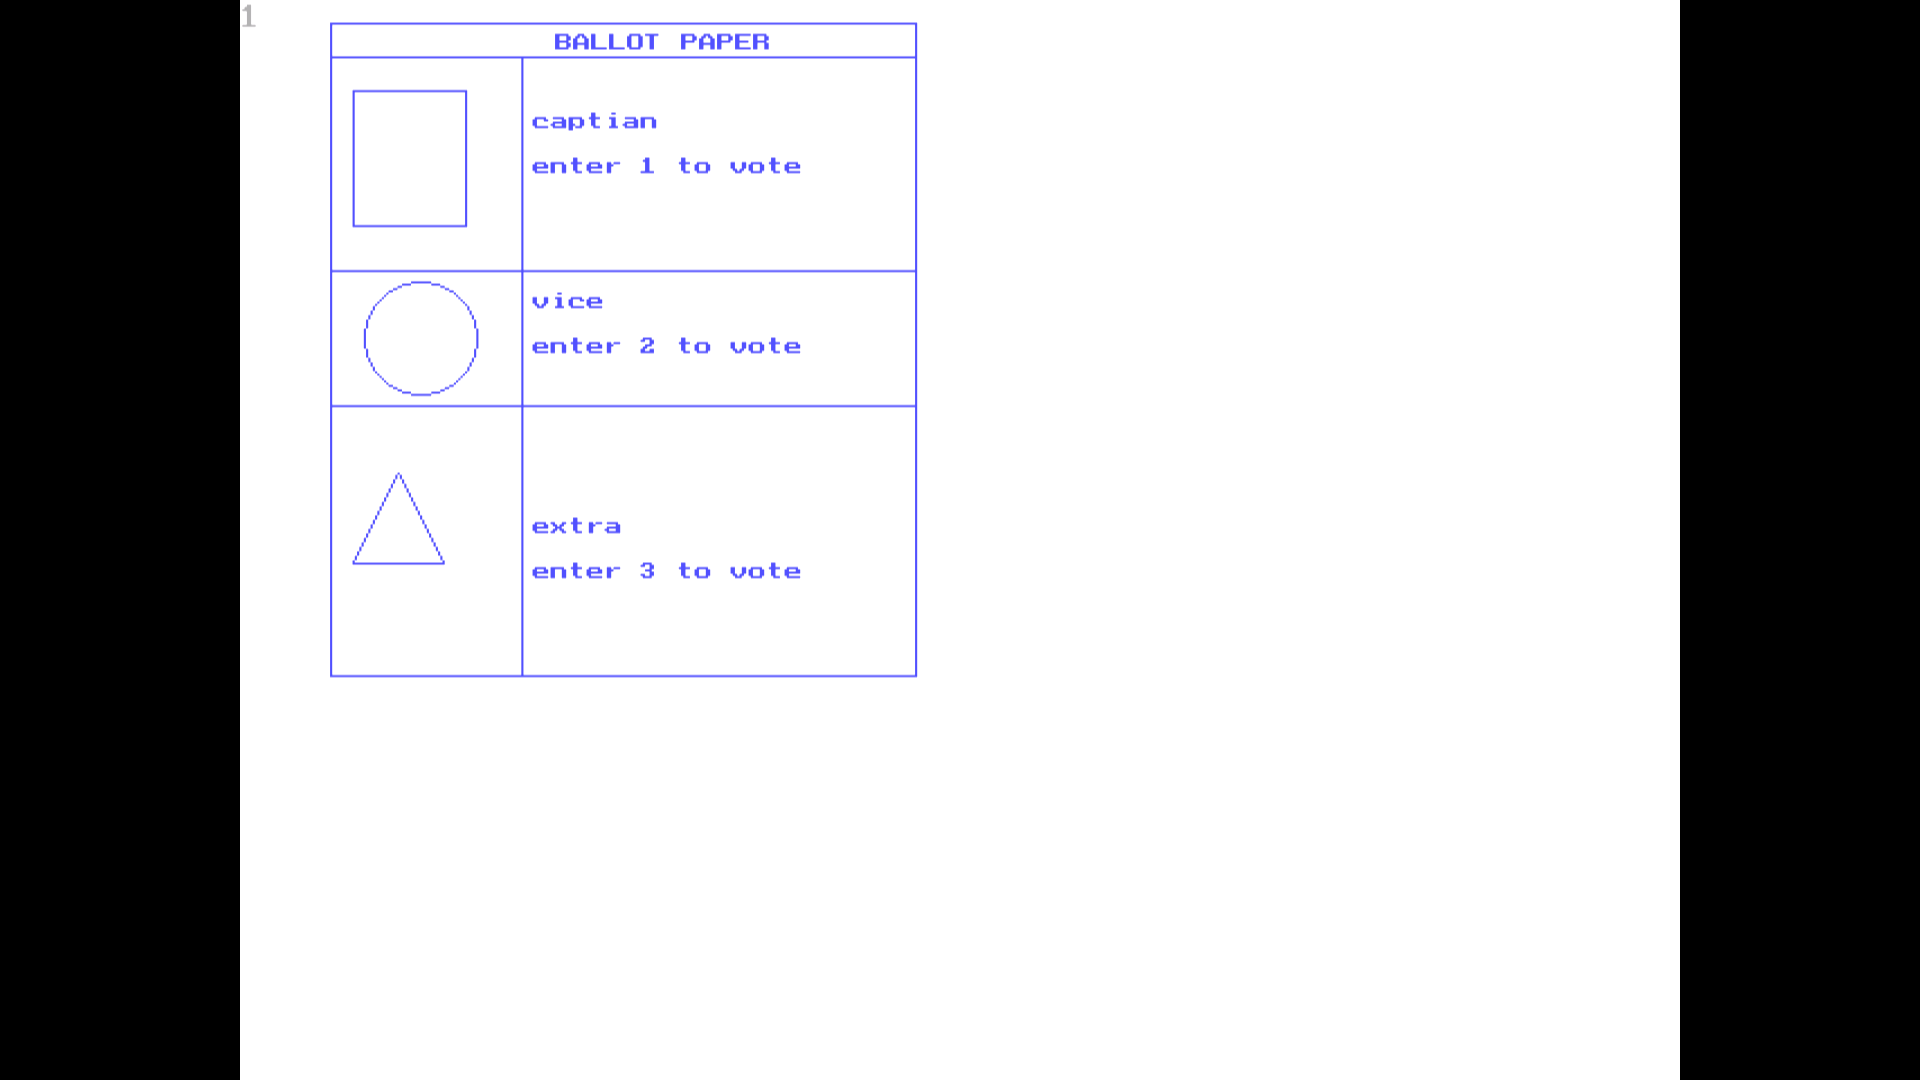 1
BALLOT PAPER
captian
enter 1 to vote
vice
enter 2 to vote
extra
enter 3 to vote